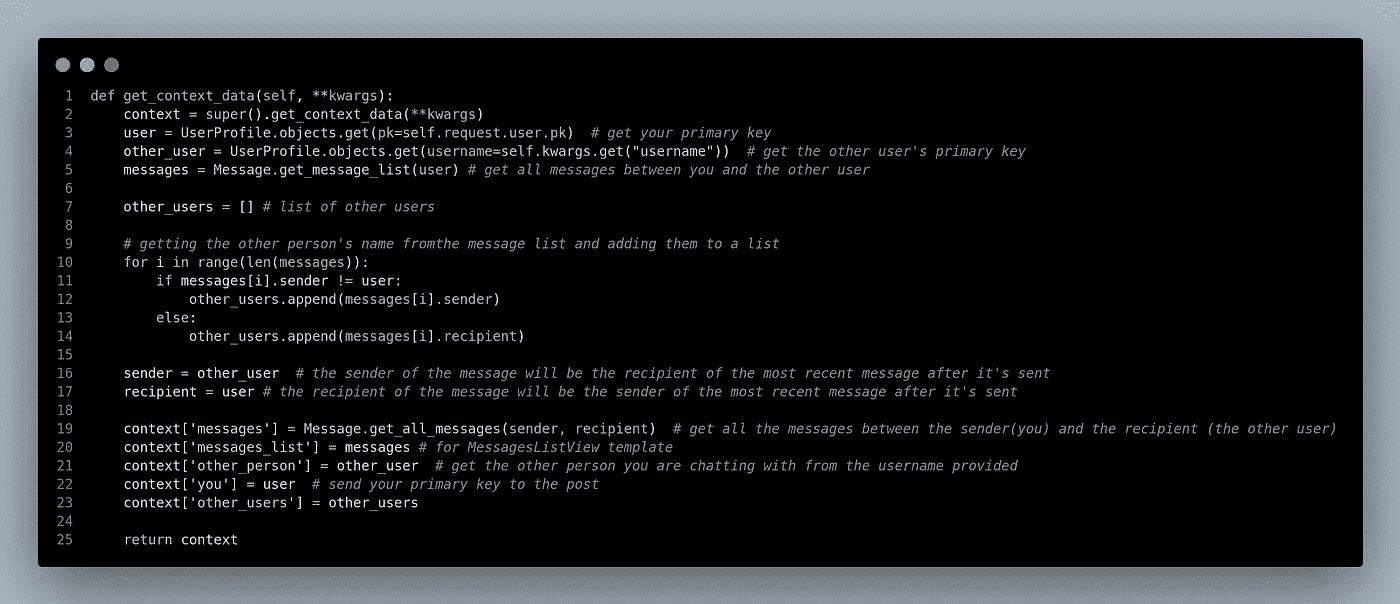 1 def get_context_data(self, **kwargs):
2     context = super().get_context_data(**kwargs)
3     user = UserProfile.objects.get(pk=self.request.user.pk)  # get your primary key
4     other_user = UserProfile.objects.get(username=self.kwargs.get("username"))  # get the other user's primary key
5     messages = Message.get_message_list(user) # get all messages between you and the other user
6
7     other_users = [] # list of other users
8
9     # getting the other person's name fromthe message list and adding them to a list
10     for i in range(len(messages)):
11         if messages[i].sender != user:
12             other_users.append(messages[i].sender)
13         else:
14             other_users.append(messages[i].recipient)
15
16     sender = other_user  # the sender of the message will be the recipient of the most recent message after it's sent
17     recipient = user # the recipient of the message will be the sender of the most recent message after it's sent
18
19     context['messages'] = Message.get_all_messages(sender, recipient)  # get all the messages between the sender(you) and the recipient (the other user)
20     context['messages_list'] = messages # for MessagesListView template
21     context['other_person'] = other_user  # get the other person you are chatting with from the username provided
22     context['you'] = user  # send your primary key to the post
23     context['other_users'] = other_users
24
25     return context